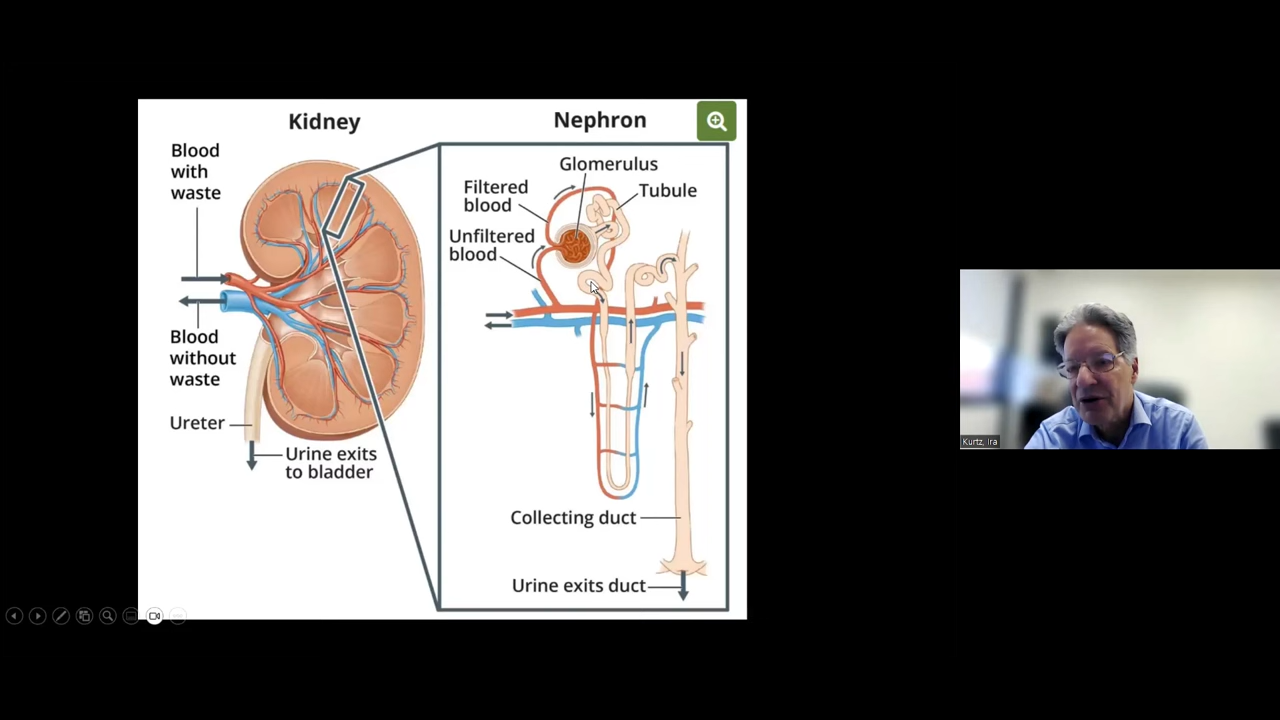 Kidney
Nephron
Blood
with
waste
Blood
without
waste
Ureter
Urine exits
to bladder
Glomerulus
Tubule
Filtered
blood
Unfiltered
blood
Collecting duct
Urine exits duct
Kurtz, Ira